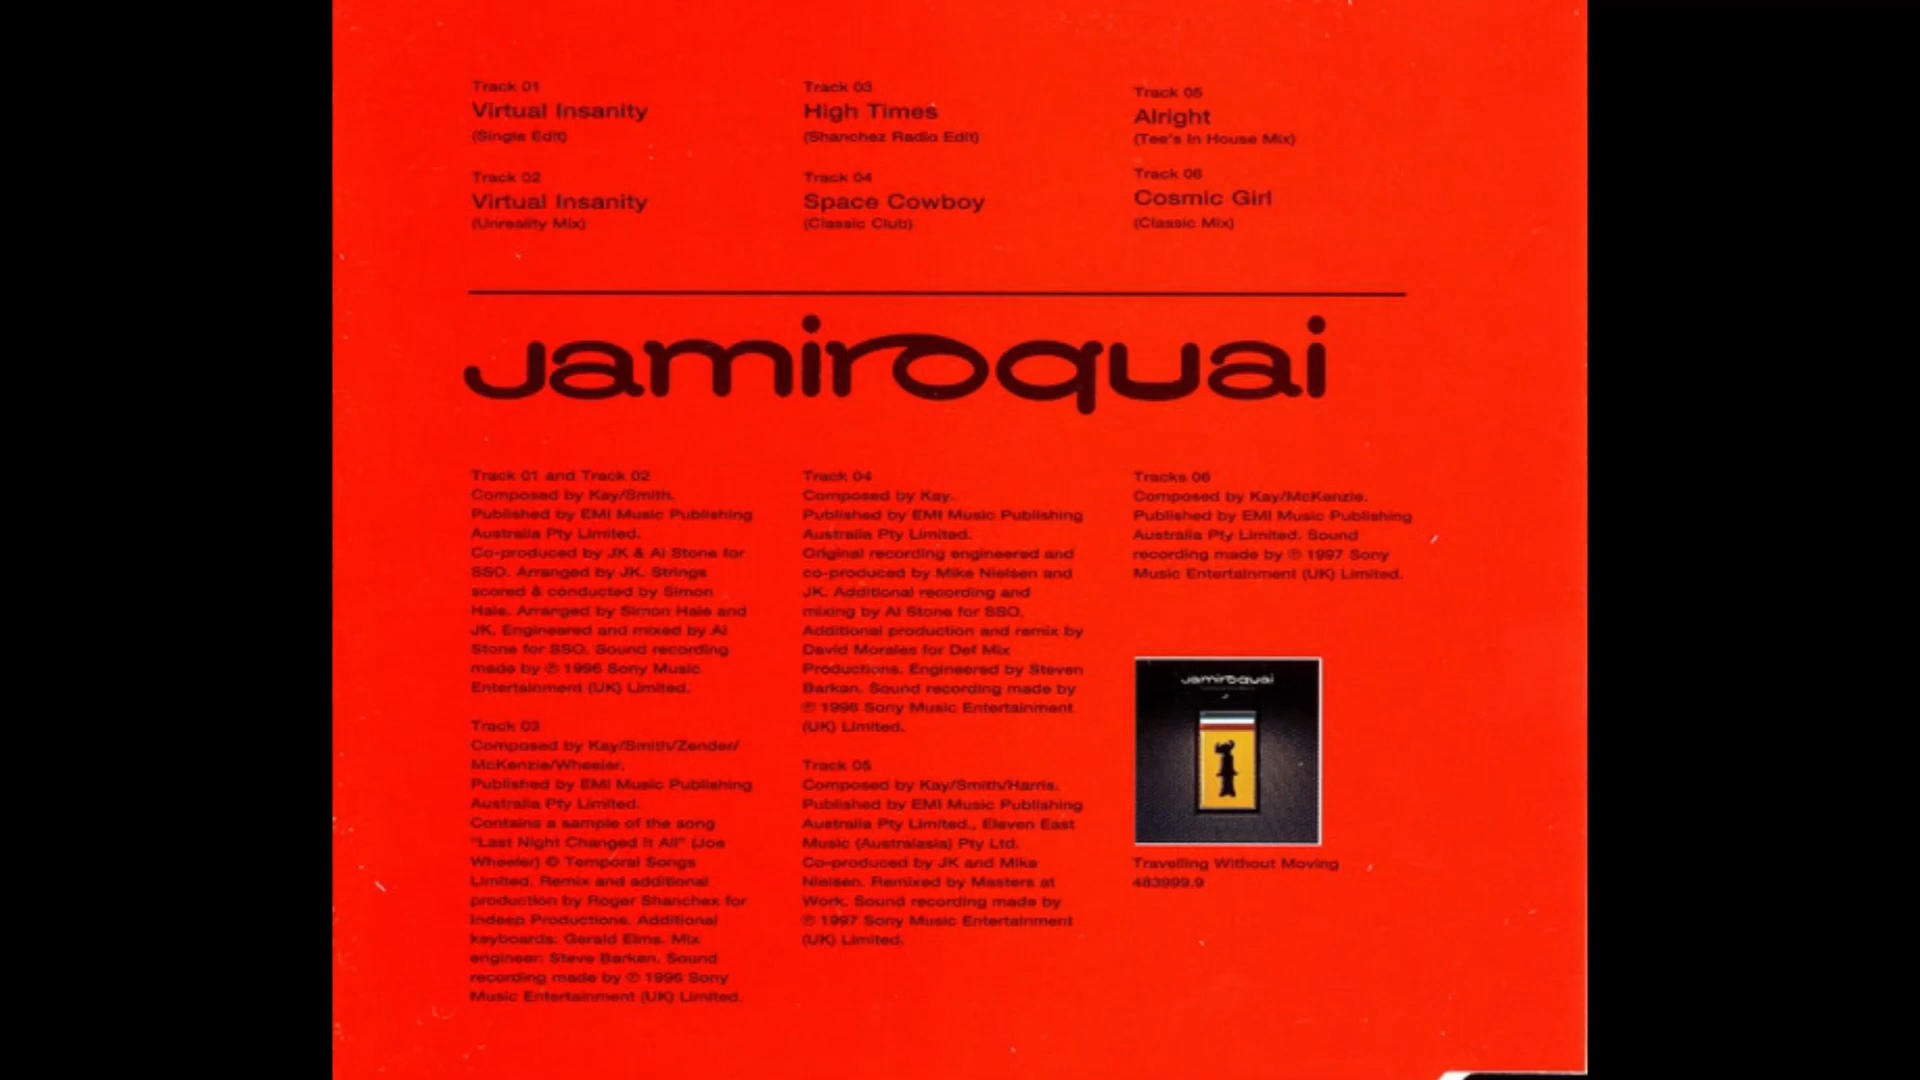 Track 01
Virtual Insanity
(Single Edit)
Track 02
Virtual Insanity
(Unreality Mix)
Track 03
High Times
(Shanchez Radio Edit)
Track 04
Space Cowboy
(Classic Club)
Track 05
Alright
(Tee's In House Mix)
Track 06
Cosmic Girl
(Classic Mix)
Jamiroquai
Track 01 and Track 02
Composed by Kay/Smith.
Published by EMI Music Publishing
Australia Pty Limited.
Co-produced by JK & Al Stone for
SSO. Arranged by JK. Strings
scored & conducted by Simon
Hale. Arranged by Simon Hale and
JK. Engineered and mixed by Al
Stone for SSO. Sound recording
made by ℗ 1996 Sony Music
Entertainment (UK) Limited.
Track 03
Composed by Kay/Smith/Zender/
McKenzie/Wheeler.
Published by EMI Music Publishing
Australia Pty Limited.
Contains a sample of the song
"Last Night Changed It All" (Joe
Wheeler) © Temporal Songs
Limited. Remix and additional
production by Roger Shanchex for
Indeep Productions. Additional
keyboards: Gerald Elms. Mix
engineer: Steve Barkan. Sound
recording made by ℗ 1996 Sony
Music Entertainment (UK) Limited.
Track 04
Composed by Kay.
Published by EMI Music Publishing
Australia Pty Limited.
Original recording engineered and
co-produced by Mike Nielsen and
JK. Additional recording and
mixing by Al Stone for SSO.
Additional production and remix by
David Morales for Def Mix
Productions. Engineered by Steven
Barkan. Sound recording made by
℗ 1996 Sony Music Entertainment
(UK) Limited.
Track 05
Composed by Kay/Smith/Harris.
Published by EMI Music Publishing
Australia Pty Limited., Eleven East
Music (Australasia) Pty Ltd.
Co-produced by JK and Mike
Nielsen. Remixed by Masters at
Work. Sound recording made by
℗ 1997 Sony Music Entertainment
(UK) Limited.
Tracks 06
Composed by Kay/McKenzie.
Published by EMI Music Publishing
Australia Pty Limited. Sound
recording made by ℗ 1997 Sony
Music Entertainment (UK) Limited.
Jamiroquai
Travelling Without Moving
483999.9